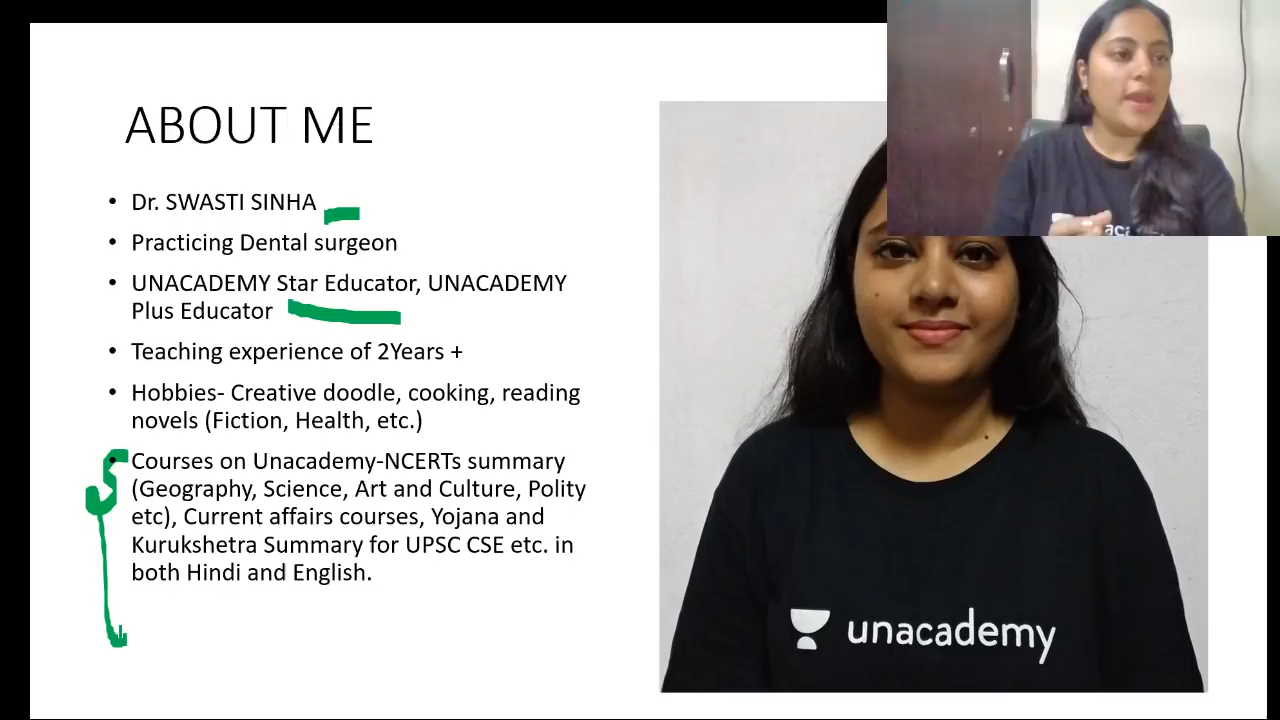 ABOUT ME
• Dr. SWASTI SINHA
• Practicing Dental surgeon
• UNACADEMY Star Educator, UNACADEMY
Plus Educator
• Teaching experience of 2Years +
• Hobbies- Creative doodle, cooking, reading
novels (Fiction, Health, etc.)
• Courses on Unacademy-NCERTs summary
(Geography, Science, Art and Culture, Polity
etc), Current affairs courses, Yojana and
Kurukshetra Summary for UPSC CSE etc. in
both Hindi and English.
unacademy